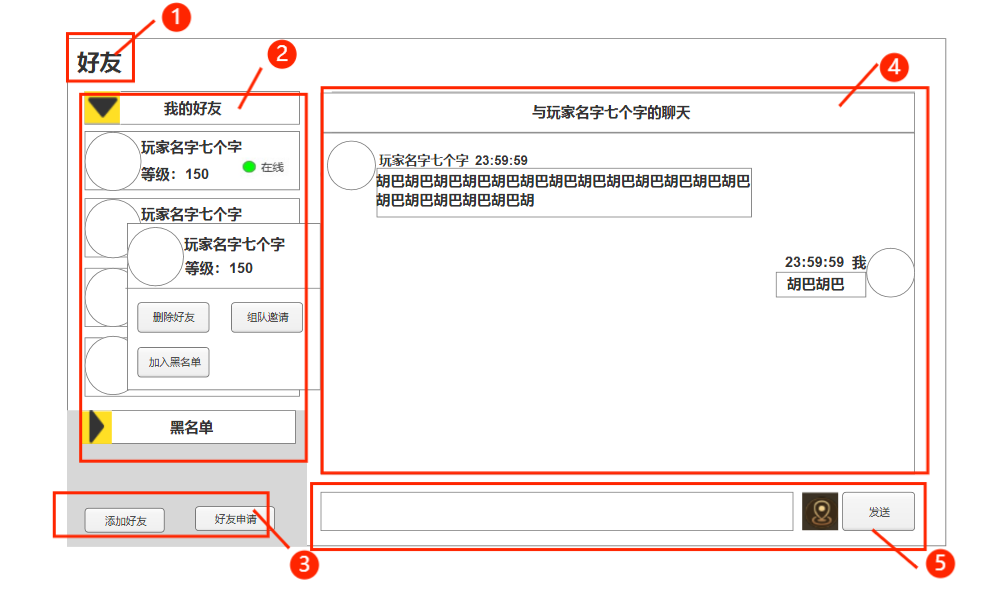 1
好友
2
我的好友
玩家名字七个字
等级：150
在线
玩家名字七个字
玩家名字七个字
等级：150
删除好友
组队邀请
加入黑名单
黑名单
添加好友
好友申请
3
4
与玩家名字七个字的聊天
玩家名字七个字 23:59:59
胡巴胡巴胡巴胡巴胡巴胡巴胡巴胡巴胡巴胡巴胡巴胡巴胡巴
胡巴胡巴胡巴胡巴胡巴胡
23:59:59 我
胡巴胡巴
发送
5